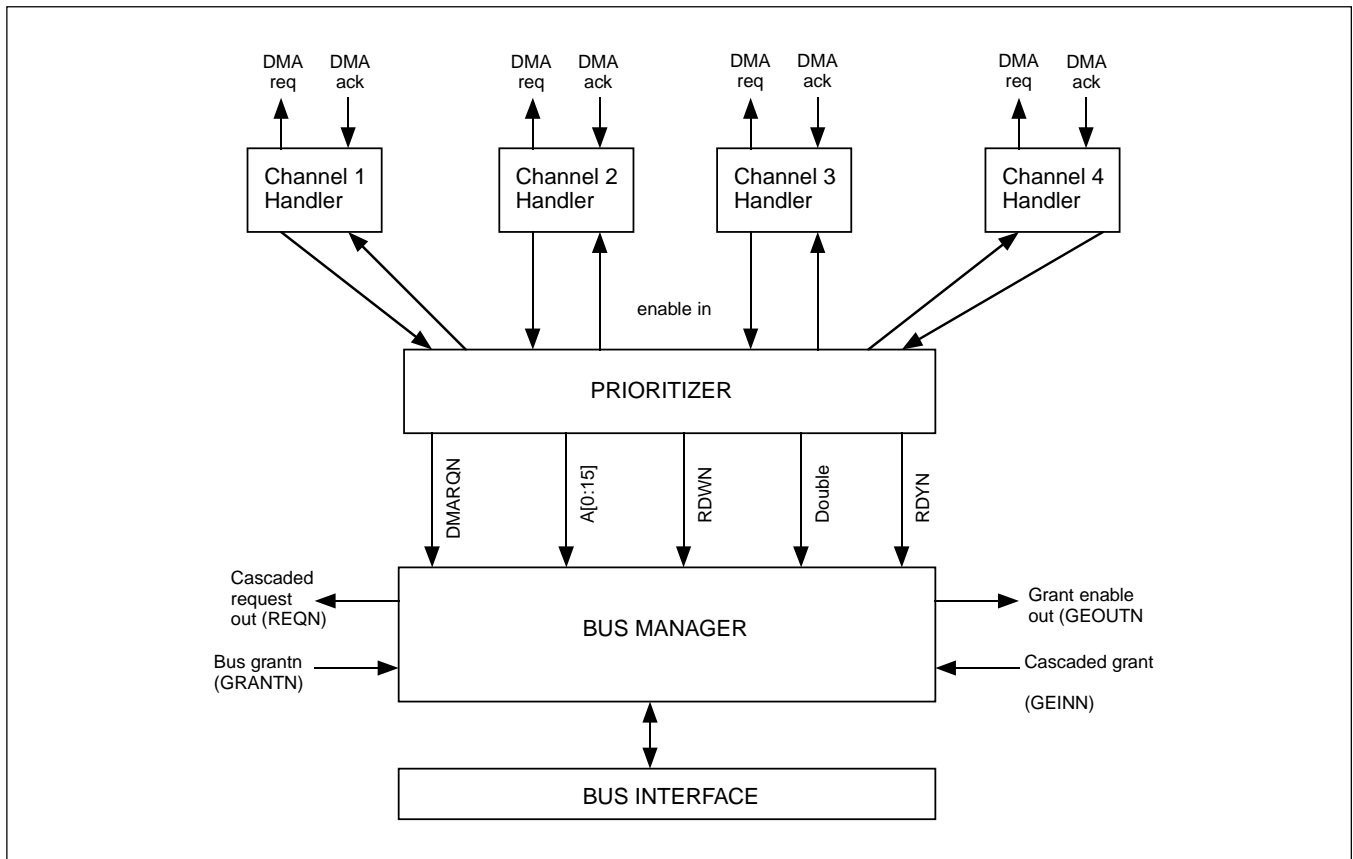 DMA
req
DMA
ack
DMA
req
DMA
ack
DMA
req
DMA
ack
DMA
req
DMA
ack
Channel 1
Handler
Channel 2
Handler
Channel 3
Handler
Channel 4
Handler
enable in
PRIORITIZER
DMARQN
A[0:15]
RDWN
Double
RDYN
Cascaded
request
out (REQN)
Grant enable
out (GEOUTN
BUS MANAGER
Bus grantn
(GRANTN)
Cascaded grant
(GEINN)
BUS INTERFACE